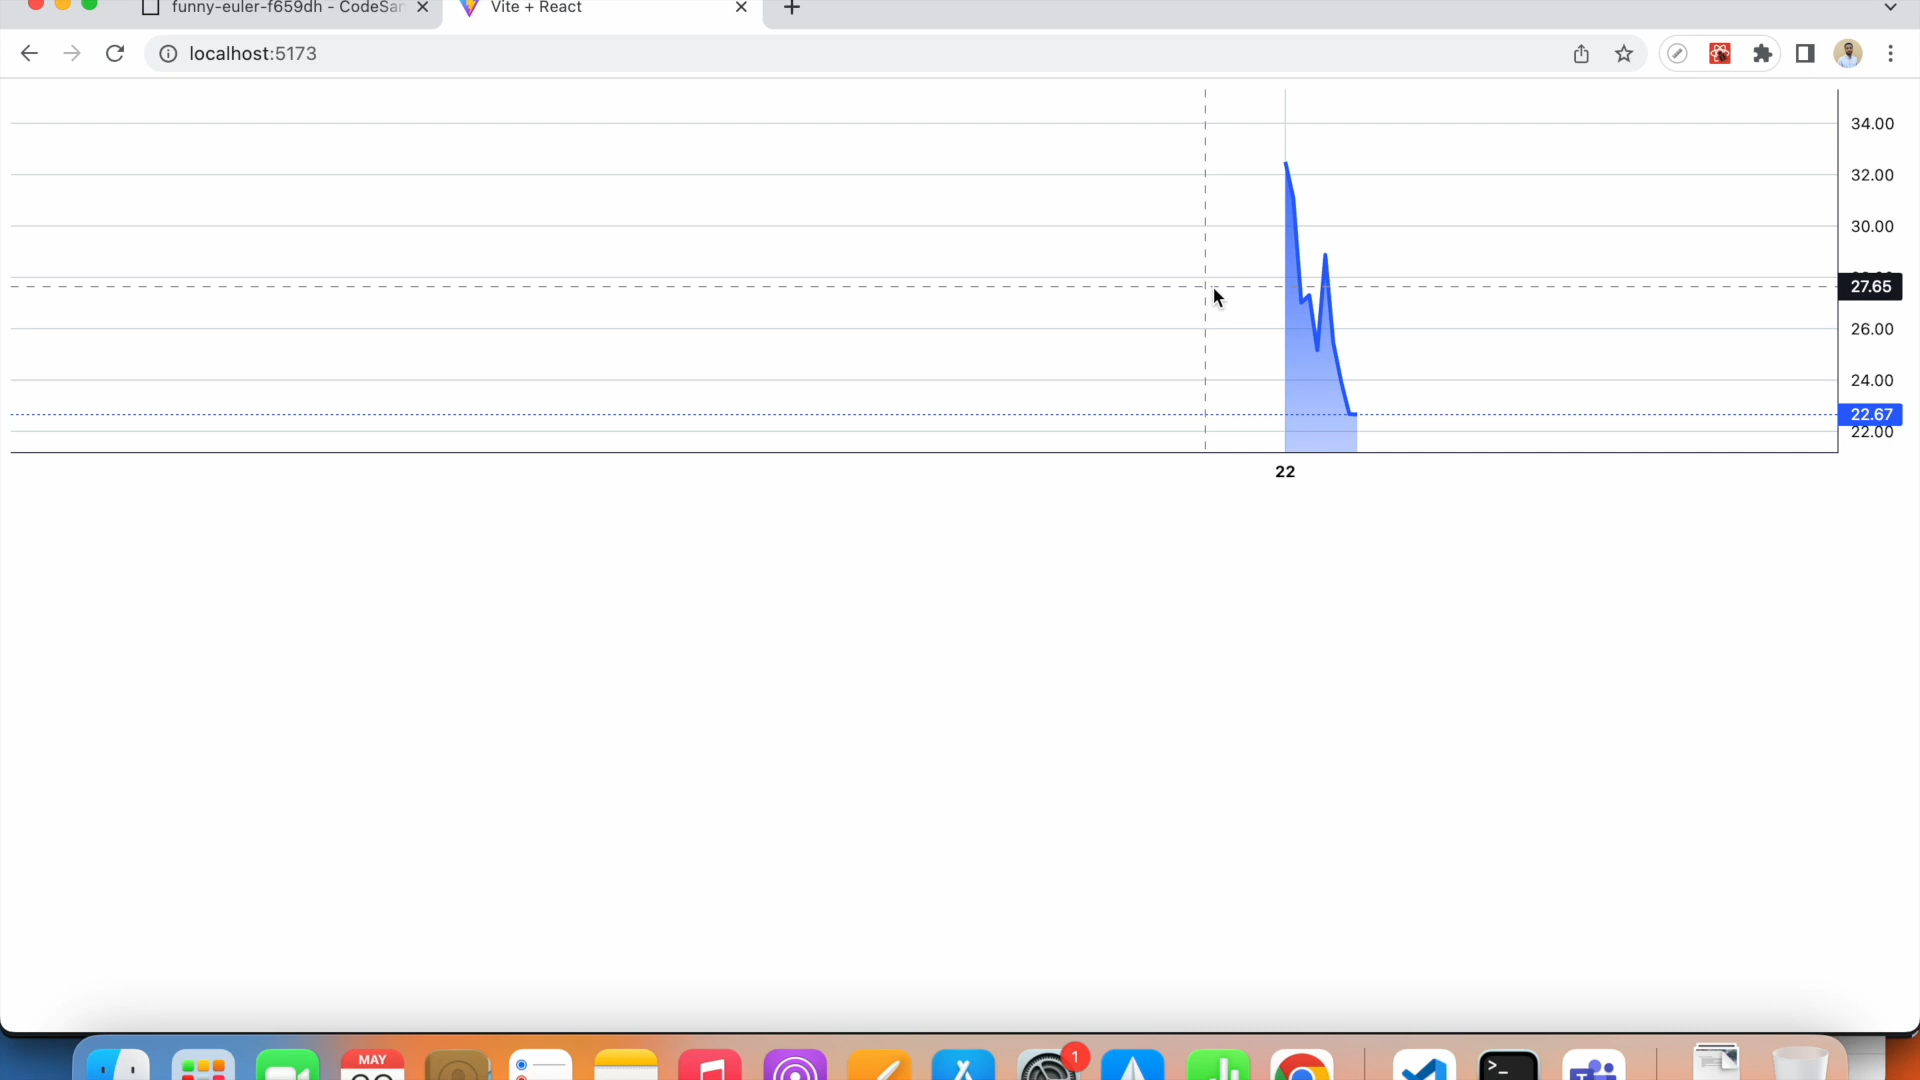 funny-euler-f659dh - CodeSan
Vite + React
localhost:5173
34.00
32.00
30.00
27.65
26.00
24.00
22.67
22.00
22
1
MAY